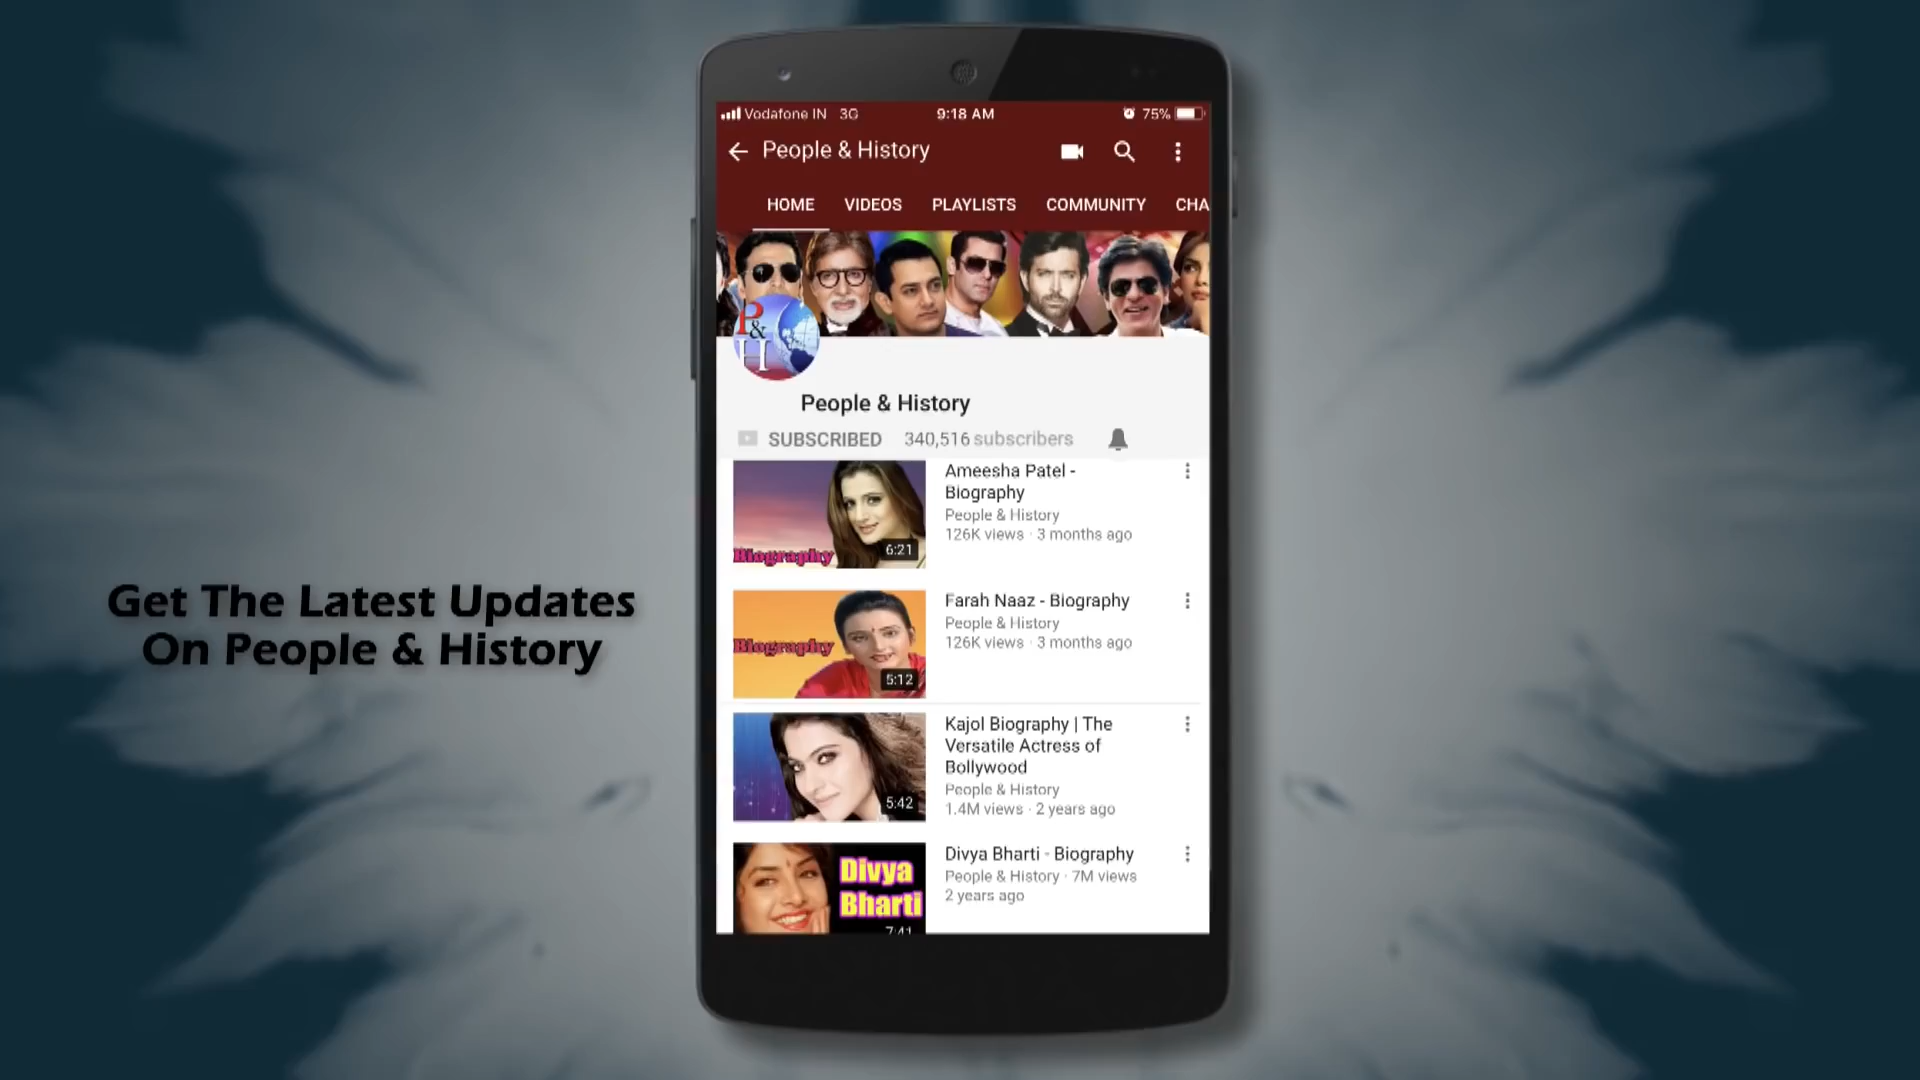 Vodafone IN 3G 9:18 AM 75%
People & History
HOME VIDEOS PLAYLISTS COMMUNITY CHA
P
&
H
People & History
SUBSCRIBED 340,516 subscribers
Ameesha Patel -
Biography
People & History
126K views · 3 months ago
Biography
6:21
Farah Naaz - Biography
People & History
126K views · 3 months ago
Biography
5:12
Kajol Biography | The
Versatile Actress of
Bollywood
People & History
1.4M views · 2 years ago
5:42
Divya Bharti - Biography
People & History · 7M views
2 years ago
Divya
Bharti
7:41
Get The Latest Updates
On People & History